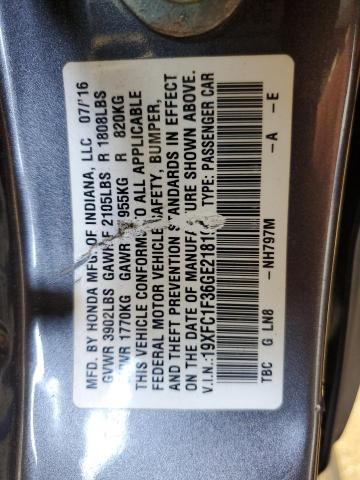 MFD. BY HONDA MFG. OF INDIANA, LLC 07/'16
GVWR 3902LBS GAWR F 2105LBS R 1808LBS
GVWR 1770KG GAWR F 955KG R 820KG
THIS VEHICLE CONFORMS TO ALL APPLICABLE
FEDERAL MOTOR VEHICLE SAFETY, BUMPER,
AND THEFT PREVENTION STANDARDS IN EFFECT
ON THE DATE OF MANUFACTURE SHOWN ABOVE.
V.I.N.: TYPE: PASSENGER CAR
TBC G LN8 -NH797M -A -E